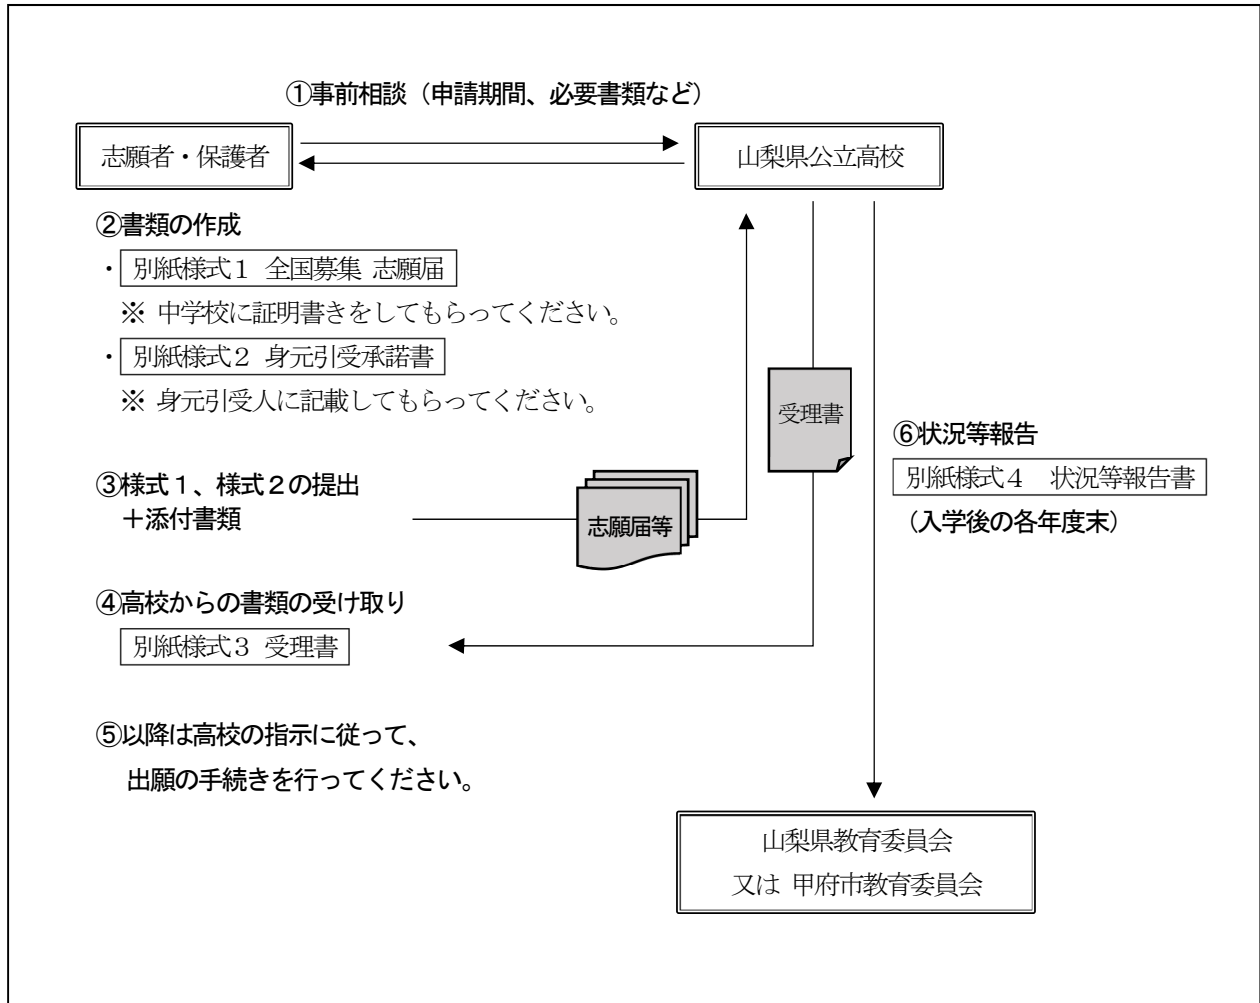 ①事前相談（申請期間、必要書類など）
志願者・保護者
山梨県公立高校
②書類の作成
・別紙様式１ 全国募集 志願届
※ 中学校に証明書きをしてもらってください。
・別紙様式２ 身元引受承諾書
※ 身元引受人に記載してもらってください。
受理書
⑥状況等報告
別紙様式４　状況等報告書
（入学後の各年度末）
③様式１、様式２の提出
＋添付書類
志願届等
④高校からの書類の受け取り
別紙様式３ 受理書
⑤以降は高校の指示に従って、
出願の手続きを行ってください。
山梨県教育委員会
又は 甲府市教育委員会